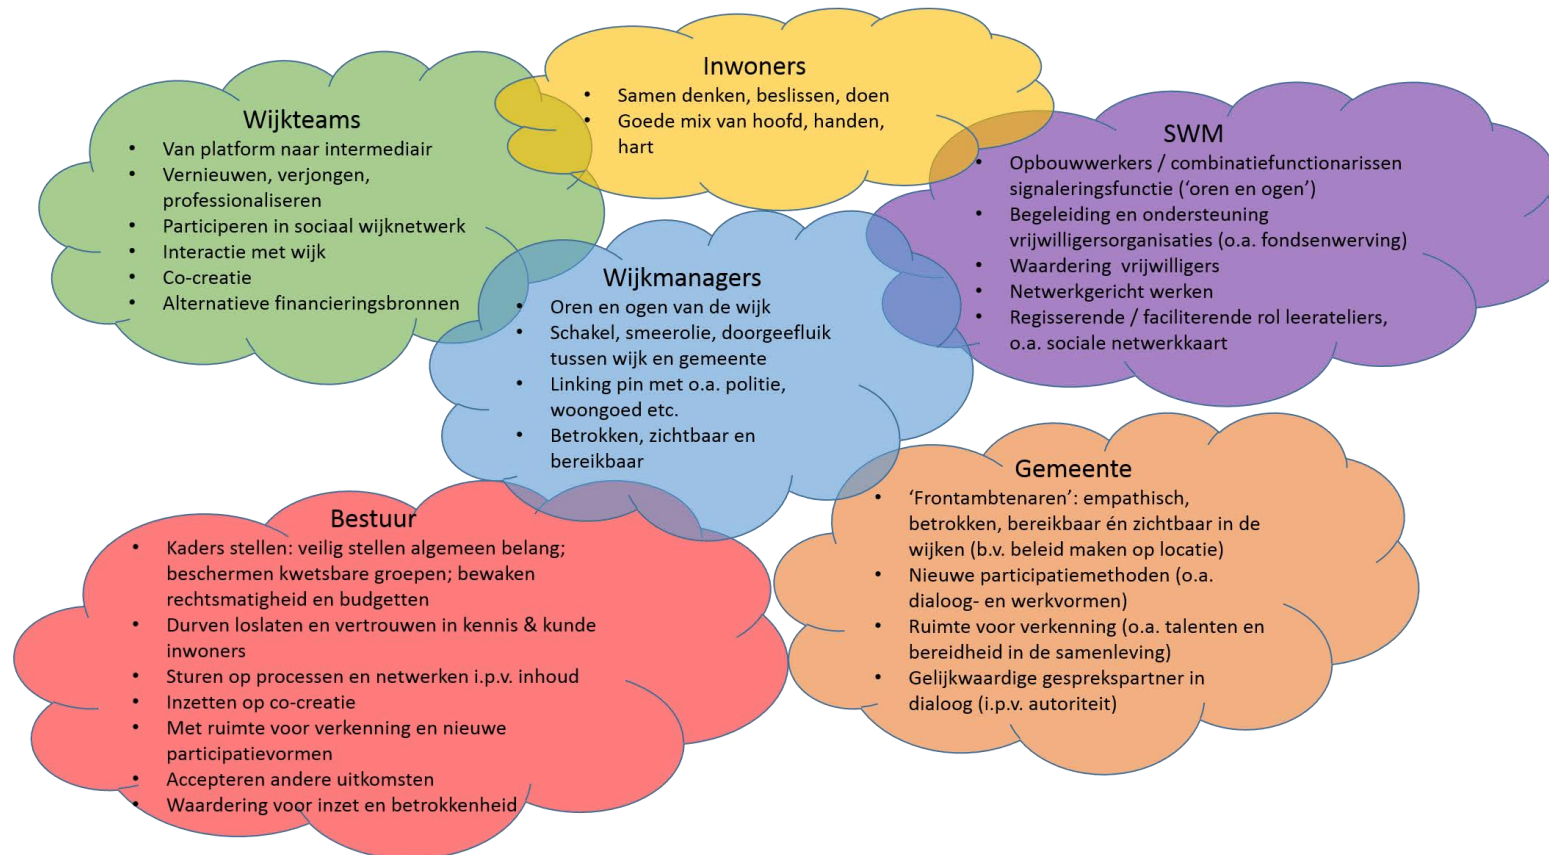 Inwoners
• Samen denken, beslissen, doen
• Goede mix van hoofd, handen,
hart
Wijkteams
• Van platform naar intermediair
• Vernieuwen, verjongen,
professionaliseren
• Participeren in sociaal wijknetwerk
• Interactie met wijk
• Co-creatie
• Alternatieve financieringsbronnen
SWM
• Opbouwwerkers / combinatiefunctionarissen
signaleringsfunctie (‘oren en ogen’)
• Begeleiding en ondersteuning
vrijwilligersorganisaties (o.a. fondsenwerving)
• Waardering vrijwilligers
• Netwerkgericht werken
• Regisserende / faciliterende rol leerateliers,
o.a. sociale netwerkkaart
Wijkmanagers
• Oren en ogen van de wijk
• Schakel, smeerolie, doorgeefluik
tussen wijk en gemeente
• Linking pin met o.a. politie,
woongoed etc.
• Betrokken, zichtbaar en
bereikbaar
Gemeente
• ‘Frontambtenaren’: empathisch,
betrokken, bereikbaar én zichtbaar in de
wijken (b.v. beleid maken op locatie)
• Nieuwe participatiemethoden (o.a.
dialoog- en werkvormen)
• Ruimte voor verkenning (o.a. talenten en
bereidheid in de samenleving)
• Gelijkwaardige gesprekspartner in
dialoog (i.p.v. autoriteit)
Bestuur
• Kaders stellen: veilig stellen algemeen belang;
beschermen kwetsbare groepen; bewaken
rechtsmatigheid en budgetten
• Durven loslaten en vertrouwen in kennis & kunde
inwoners
• Sturen op processen en netwerken i.p.v. inhoud
• Inzetten op co-creatie
• Met ruimte voor verkenning en nieuwe
participatievormen
• Accepteren andere uitkomsten
• Waardering voor inzet en betrokkenheid